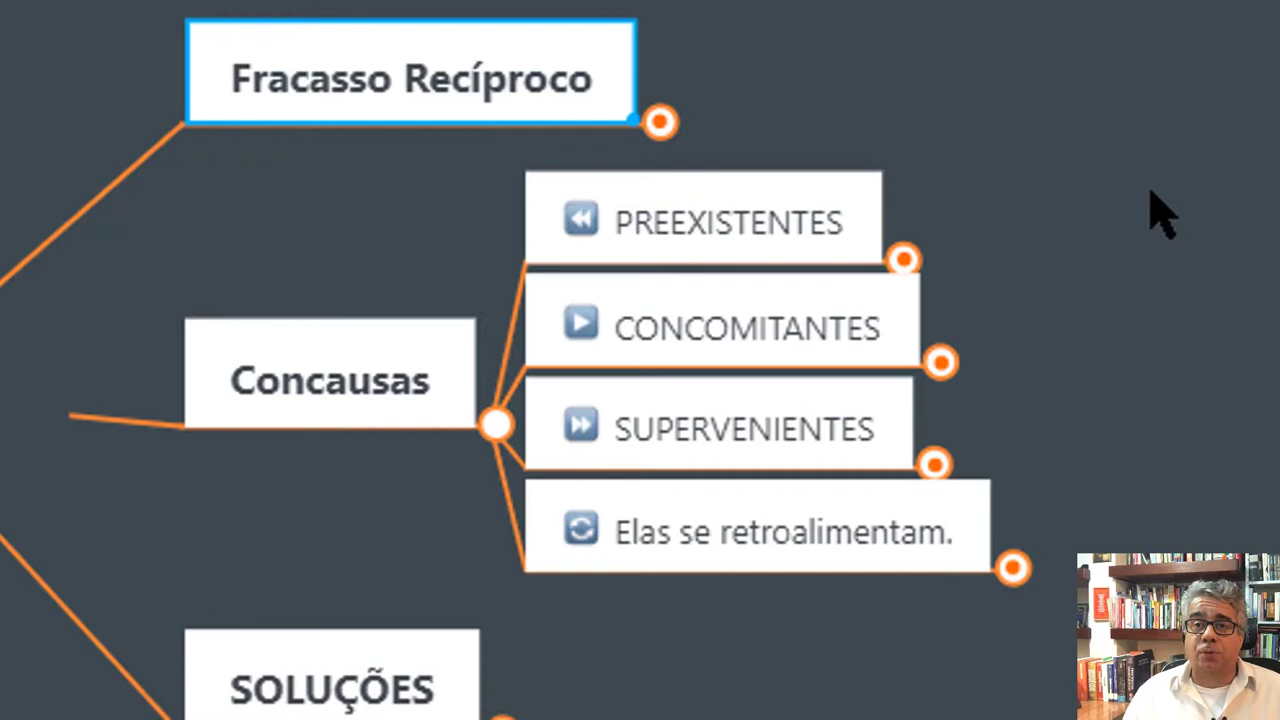 Fracasso Recíproco
PREEXISTENTES
CONCOMITANTES
Concausas
SUPERVENIENTES
Elas se retroalimentam.
SOLUÇÕES